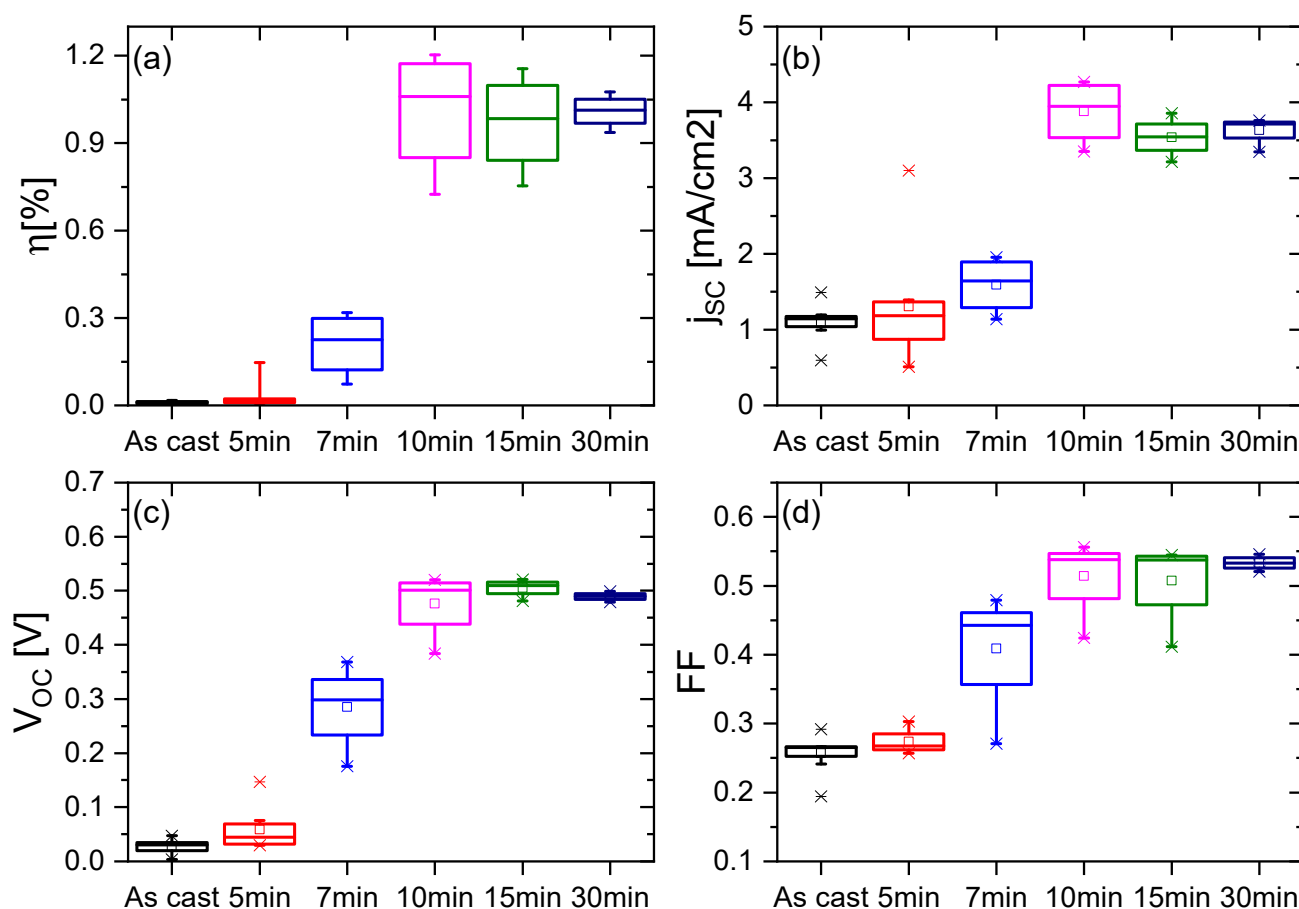 (a)
η[%]
1.2
0.9
0.6
0.3
0.0
As cast 5min 7min 10min 15min 30min
(b)
jSC [mA/cm2]
5
4
3
2
1
0
As cast 5min 7min 10min 15min 30min
(c)
VOC [V]
0.7
0.6
0.5
0.4
0.3
0.2
0.1
0.0
As cast 5min 7min 10min 15min 30min
(d)
FF
0.6
0.5
0.4
0.3
0.2
0.1
As cast 5min 7min 10min 15min 30min